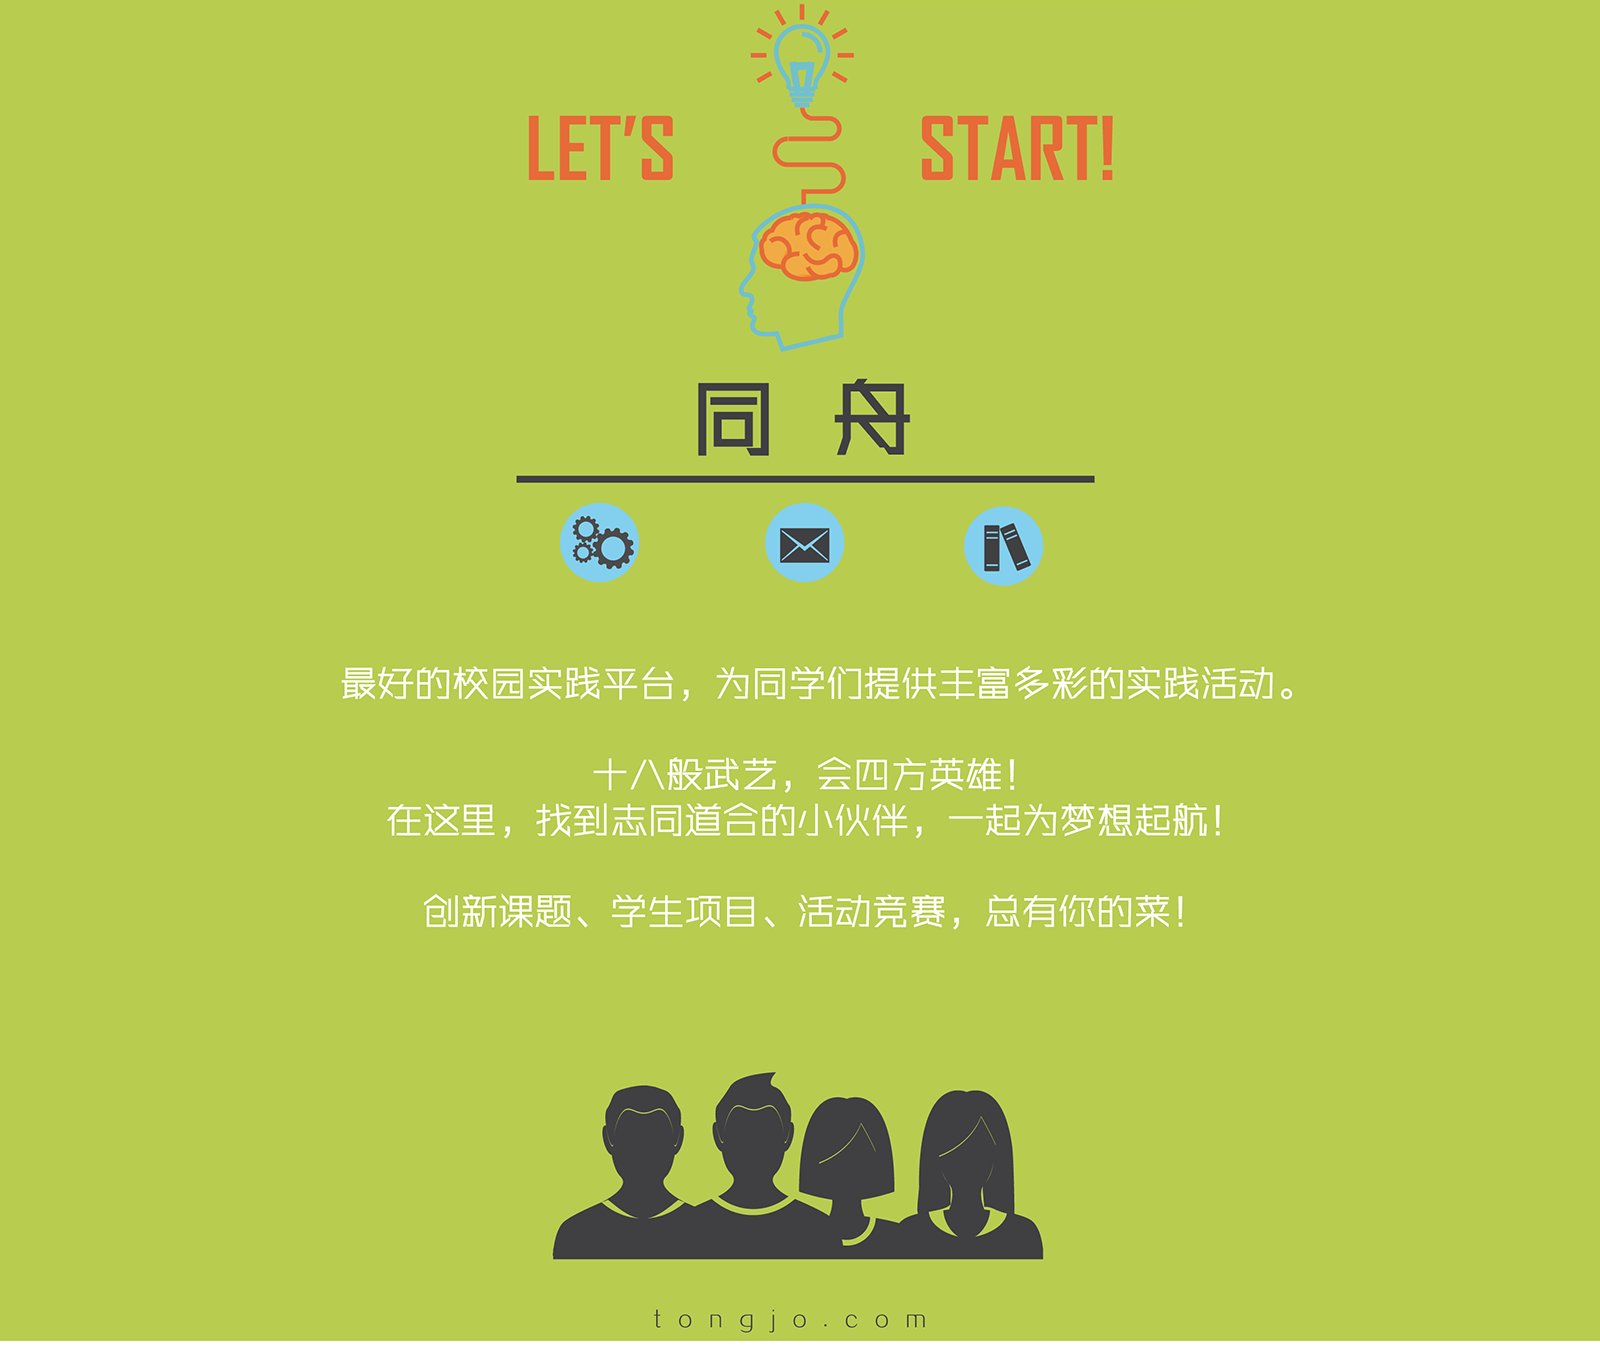 LET'S START!
同 舟
最好的校园实践平台，为同学们提供丰富多彩的实践活动。
十八般武艺，会四方英雄！
在这里，找到志同道合的小伙伴，一起为梦想起航！
创新课题、学生项目、活动竞赛，总有你的菜！
tongjo.com